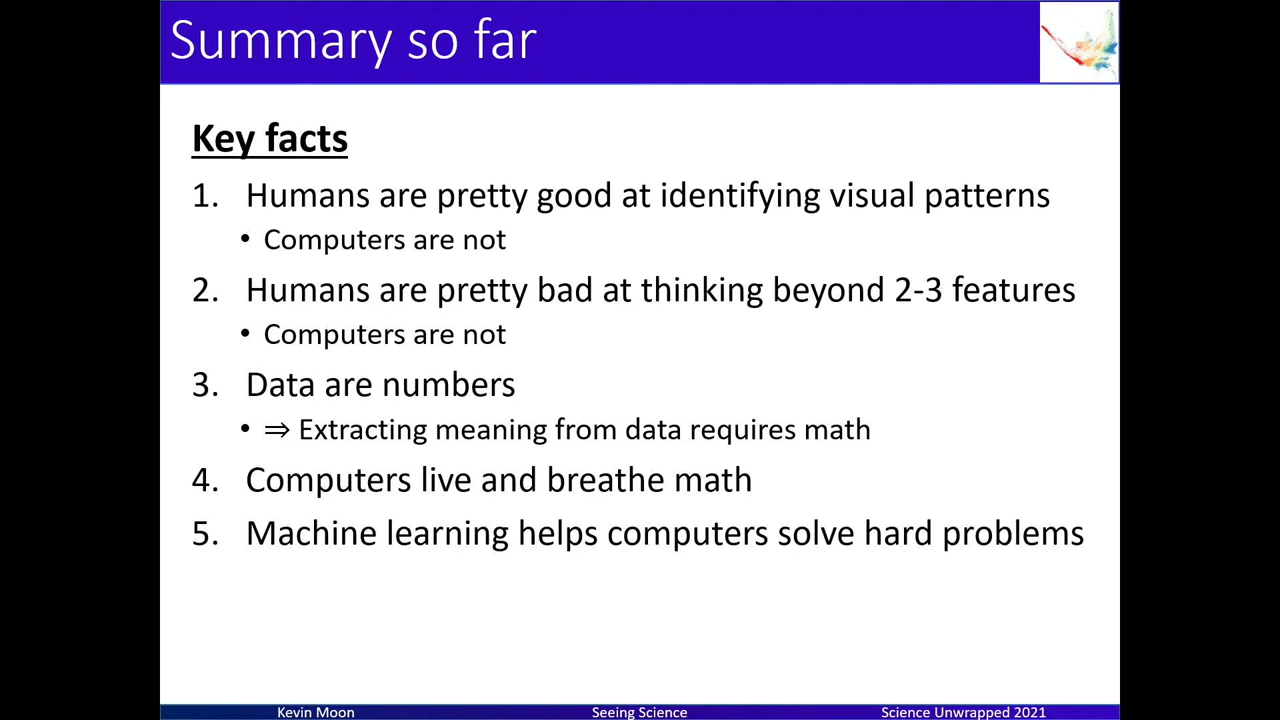 Summary so far
Key facts
1. Humans are pretty good at identifying visual patterns
• Computers are not
2. Humans are pretty bad at thinking beyond 2-3 features
• Computers are not
3. Data are numbers
• ⇒ Extracting meaning from data requires math
4. Computers live and breathe math
5. Machine learning helps computers solve hard problems
Kevin Moon Seeing Science Science Unwrapped 2021